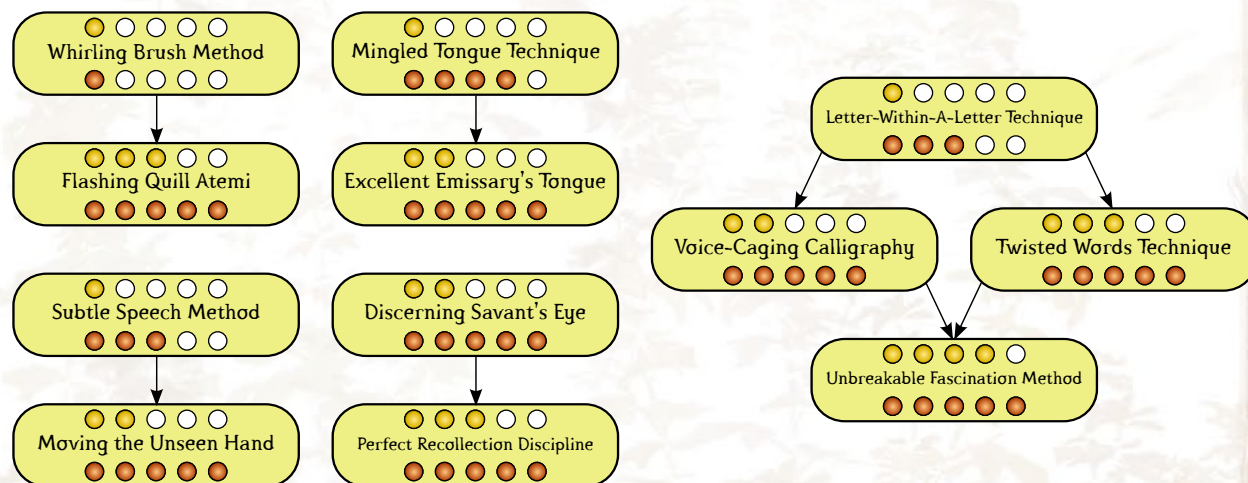 Whirling Brush Method
Mingled Tongue Technique
Flashing Quill Atemi
Excellent Emissary's Tongue
Subtle Speech Method
Discerning Savant's Eye
Moving the Unseen Hand
Perfect Recollection Discipline
Letter-Within-A-Letter Technique
Voice-Caging Calligraphy
Twisted Words Technique
Unbreakable Fascination Method